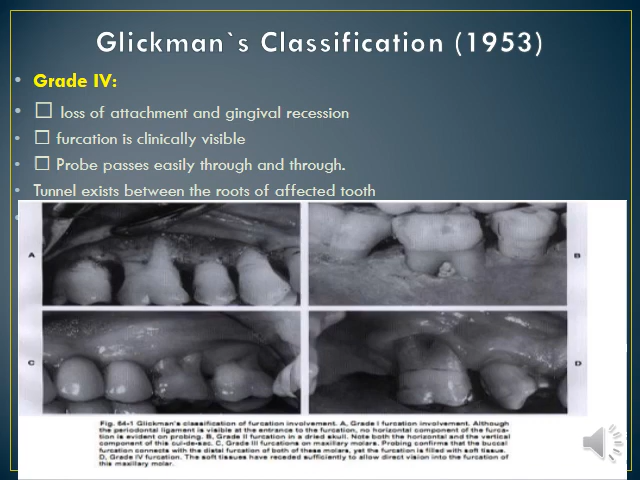 Glickman`s Classification (1953)
• Grade IV:
• □ loss of attachment and gingival recession
• □ furcation is clinically visible
• □ Probe passes easily through and through.
• Tunnel exists between the roots of affected tooth
A
B
C
D
Fig. 64-1 Glickman's classification of furcation involvement. A, Grade I furcation involvement. Although
the periodontal ligament is visible at the entrance to the furcation, no horizontal component of the furca-
tion is evident on probing. B, Grade II furcation in a dried skull. Note both the horizontal and the vertical
component of this cul-de-sac. C, Grade III furcations on maxillary molars. Probing confirms that the buccal
furcation connects with the distal furcation of both of these molars, yet the furcation is filled with soft tissue.
D, Grade IV furcation. The soft tissues have receded sufficiently to allow direct vision into the furcation of
this maxillary molar.